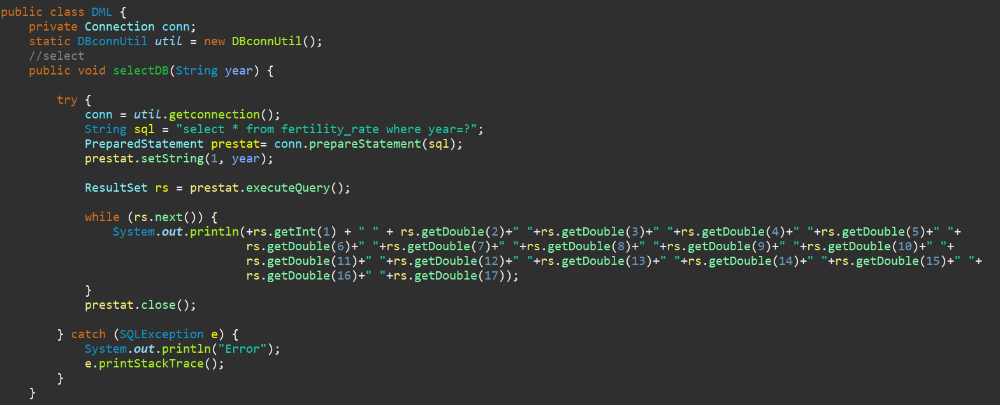 public class DML {
    private Connection conn;
    static DBconnUtil util = new DBconnUtil();
    //select
    public void selectDB(String year) {

        try {
            conn = util.getconnection();
            String sql = "select * from fertility_rate where year=?";
            PreparedStatement prestat= conn.prepareStatement(sql);
            prestat.setString(1, year);

            ResultSet rs = prestat.executeQuery();

            while (rs.next()) {
                System.out.println(+rs.getInt(1) + " " + rs.getDouble(2)+" "+rs.getDouble(3)+" "+rs.getDouble(4)+" "+rs.getDouble(5)+" "+
                                   rs.getDouble(6)+" "+rs.getDouble(7)+" "+rs.getDouble(8)+" "+rs.getDouble(9)+" "+rs.getDouble(10)+" "+
                                   rs.getDouble(11)+" "+rs.getDouble(12)+" "+rs.getDouble(13)+" "+rs.getDouble(14)+" "+rs.getDouble(15)+" "+
                                   rs.getDouble(16)+" "+rs.getDouble(17));
            }
            prestat.close();

        } catch (SQLException e) {
            System.out.println("Error");
            e.printStackTrace();
        }
    }